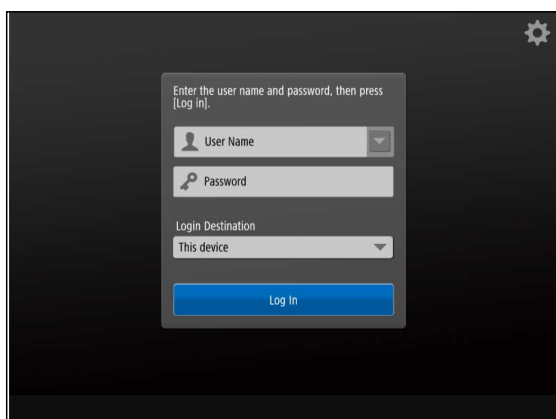 Enter the user name and password, then press
[Log in].
User Name
Password
Login Destination
This device
Log In